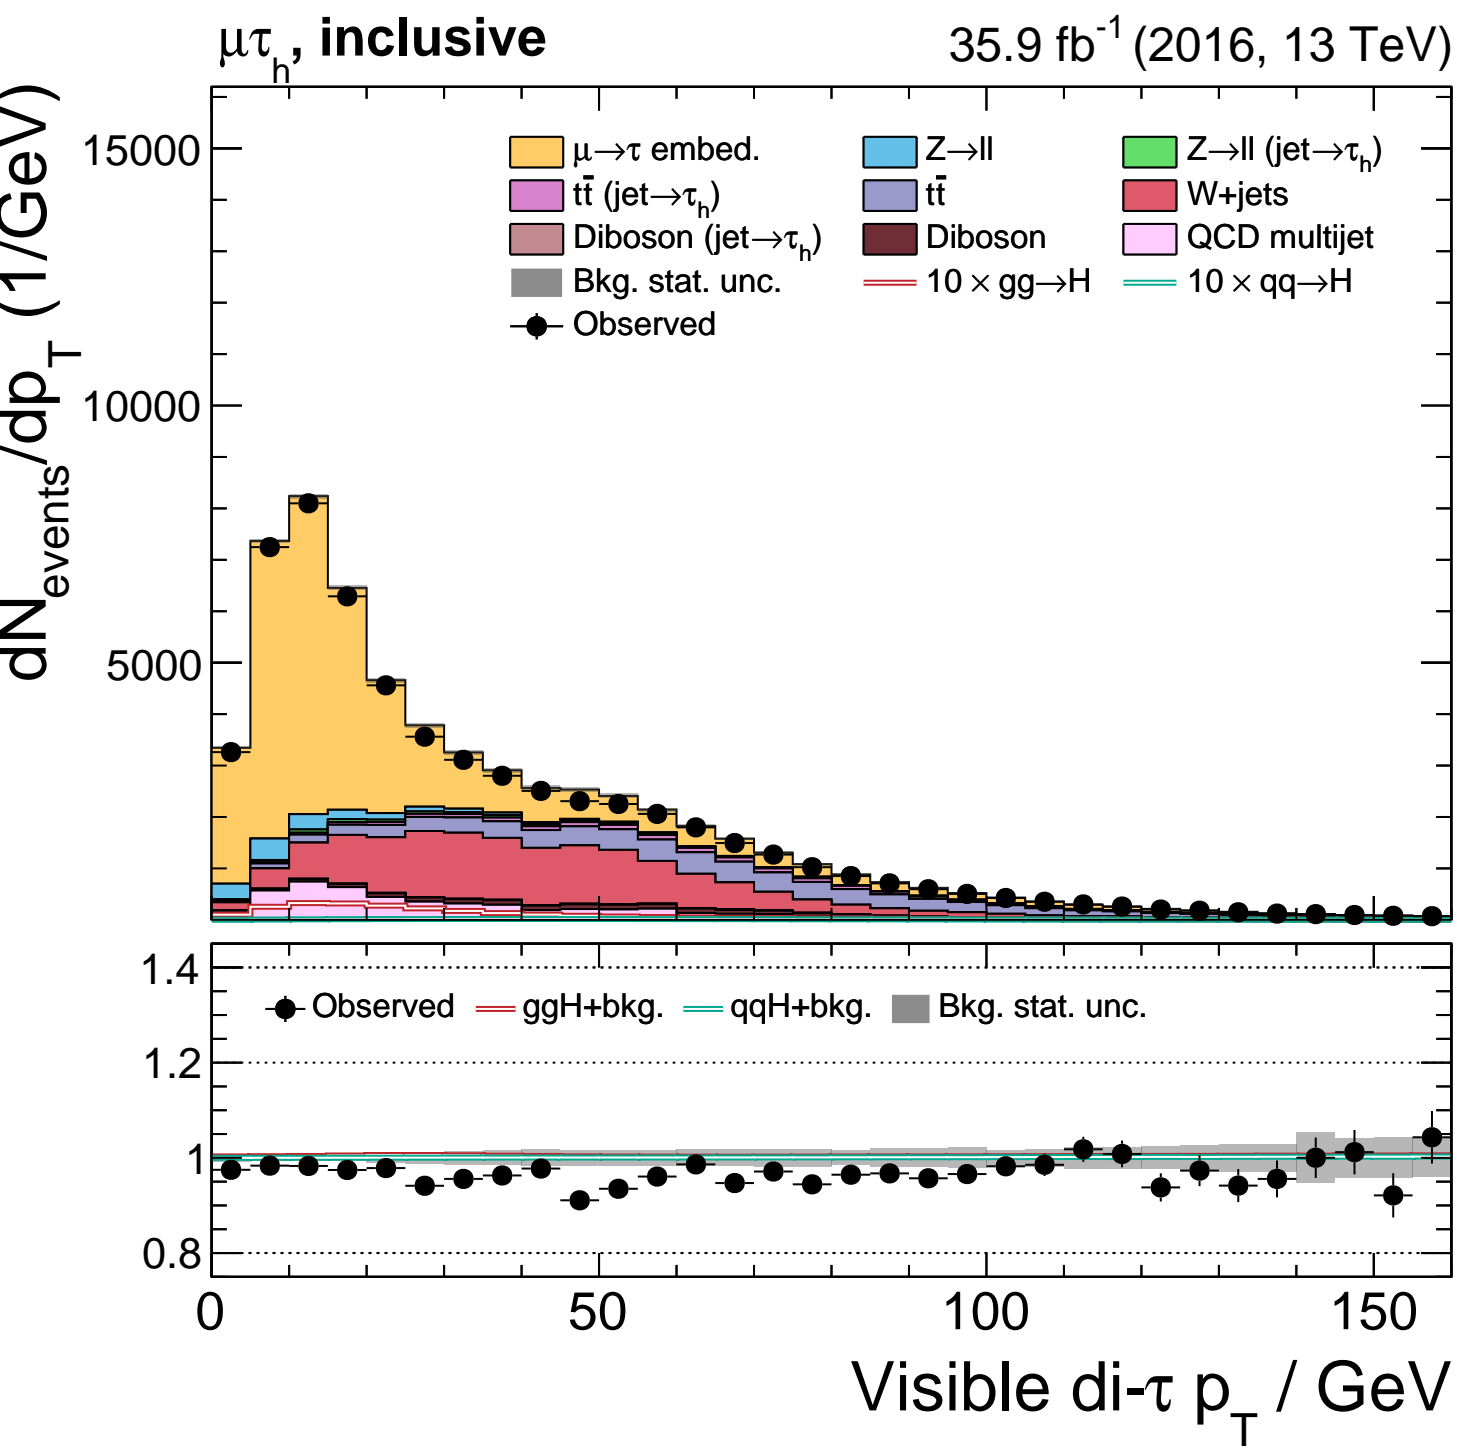 μτh, inclusive
35.9 fb-1 (2016, 13 TeV)
dNevents/dpT (1/GeV)
15000
10000
5000
μ→τ embed.
Z→ll
Z→ll (jet→τh)
tt̄ (jet→τh)
tt̄
W+jets
Diboson (jet→τh)
Diboson
QCD multijet
Bkg. stat. unc.
10 × gg→H
10 × qq→H
Observed
1.4
1.2
1
0.8
Observed
ggH+bkg.
qqH+bkg.
Bkg. stat. unc.
0
50
100
150
Visible di-τ pT / GeV